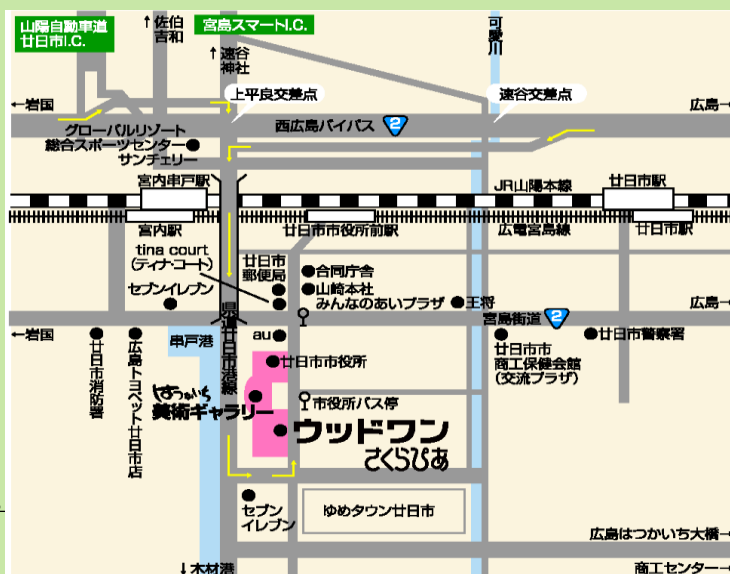 山陽自動車道
廿日市I.C.
↑佐伯
吉和
宮島スマートI.C.
↑速谷
神社
可愛川
上平良交差点
速谷交差点
←岩国
広島→
グローバルリゾート
総合スポーツセンター
サンチェリー
西広島バイパス
2
宮内串戸駅
JR山陽本線
廿日市駅
宮内駅
廿日市市役所前駅
広電宮島線
廿日市駅
tina court
(ティナ・コート)
廿日市
郵便局
合同庁舎
山崎本社
みんなのあいプラザ
王将
セブンイレブン
広島→
宮島街道
2
←岩国
串戸港
県道廿日市港線
au
廿日市市
商工保健会館
(交流プラザ)
廿日市警察署
廿日市消防署
広島トヨペット廿日市店
廿日市市役所
はつかいち
美術ギャラリー
市役所バス停
ウッドワン
さくらぴあ
セブン
イレブン
ゆめタウン廿日市
広島はつかいち大橋→
↓木材港
商工センター→